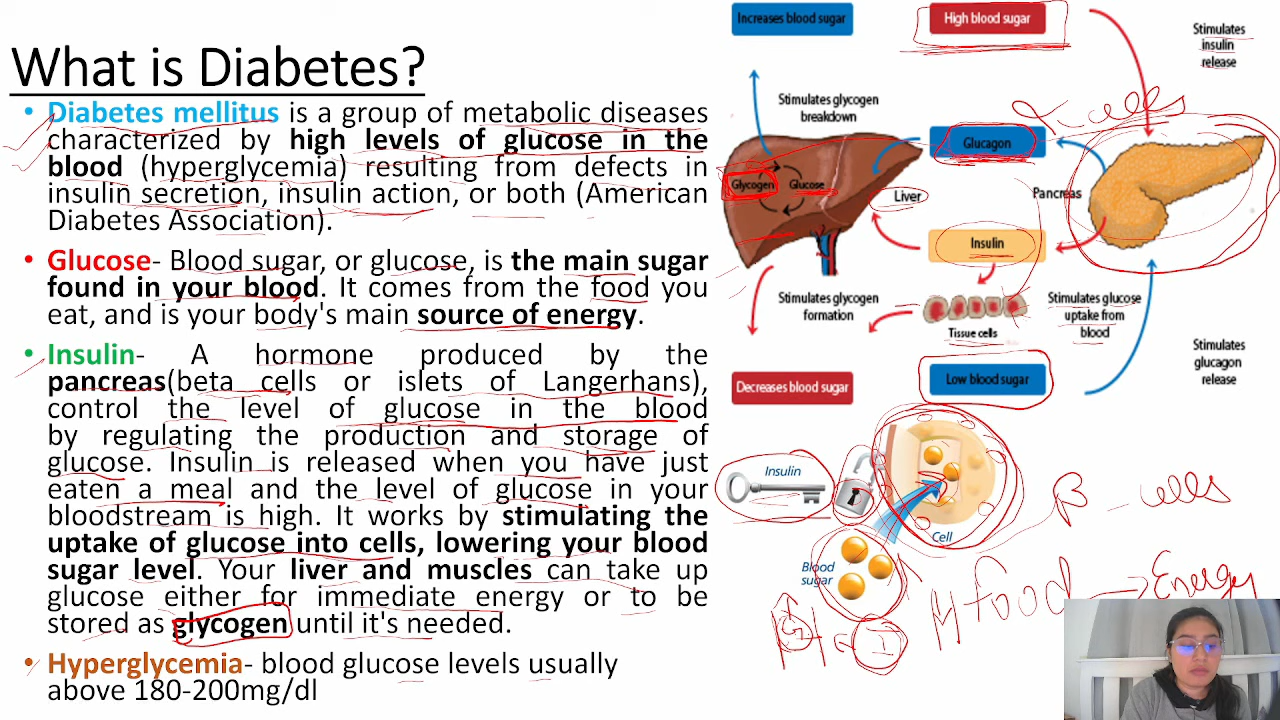 What is Diabetes?
• Diabetes mellitus is a group of metabolic diseases
characterized by high levels of glucose in the
blood (hyperglycemia) resulting from defects in
insulin secretion, insulin action, or both (American
Diabetes Association).
• Glucose- Blood sugar, or glucose, is the main sugar
found in your blood. It comes from the food you
eat, and is your body's main source of energy.
• Insulin- A hormone produced by the
pancreas(beta cells or islets of Langerhans),
control the level of glucose in the blood
by regulating the production and storage of
glucose. Insulin is released when you have just
eaten a meal and the level of glucose in your
bloodstream is high. It works by stimulating the
uptake of glucose into cells, lowering your blood
sugar level. Your liver and muscles can take up
glucose either for immediate energy or to be
stored as glycogen until it's needed.
• Hyperglycemia- blood glucose levels usually
above 180-200mg/dl
Increases blood sugar
High blood sugar
Stimulates
insulin
release
Stimulates glycogen
breakdown
α cells
Glucagon
Glycogen
Glucose
Liver
Pancreas
Insulin
Stimulates glycogen
formation
Tissue cells
Stimulates glucose
uptake from
blood
Stimulates
glucagon
release
Decreases blood sugar
Low blood sugar
Insulin
Cell
Blood
sugar
β - cells
food → Energy